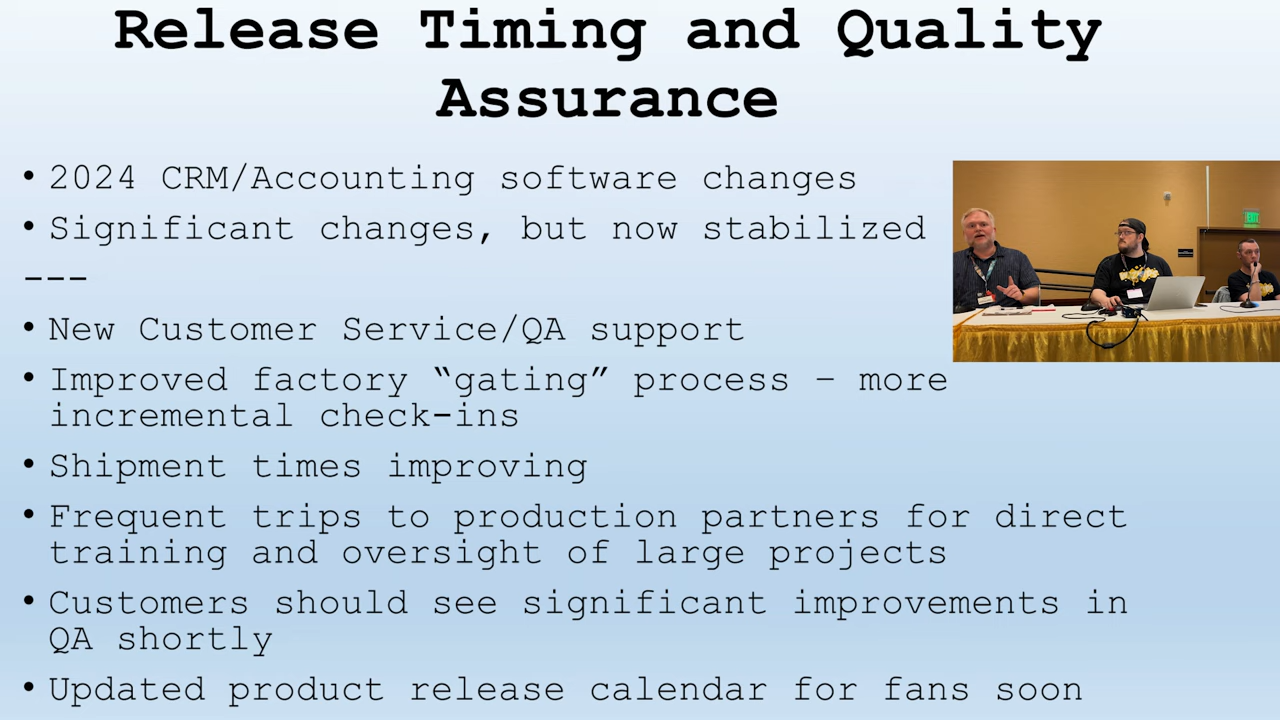 Release Timing and Quality
Assurance
• 2024 CRM/Accounting software changes
• Significant changes, but now stabilized
---
• New Customer Service/QA support
• Improved factory “gating” process – more
incremental check-ins
• Shipment times improving
• Frequent trips to production partners for direct
training and oversight of large projects
• Customers should see significant improvements in
QA shortly
• Updated product release calendar for fans soon
EXIT